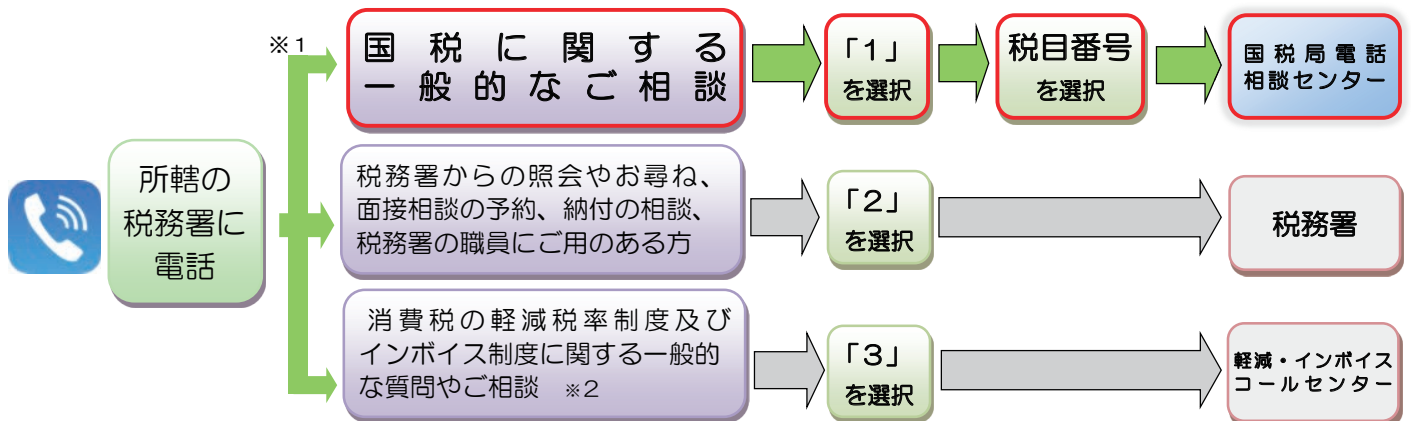 ※1
国税に関する
一般的なご相談
「1」
を選択
税目番号
を選択
国税局電話
相談センター
所轄の
税務署に
電話
税務署からの照会やお尋ね、
面接相談の予約、納付の相談、
税務署の職員にご用のある方
「2」
を選択
税務署
消費税の軽減税率制度及び
インボイス制度に関する一般的
な質問やご相談 ※2
「3」
を選択
軽減・インボイス
コールセンター